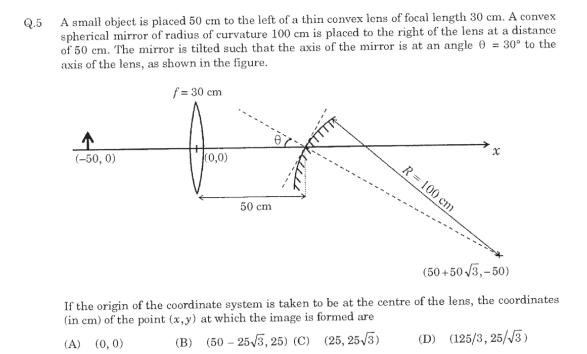 Q.5 A small object is placed 50 cm to the left of a thin convex lens of focal length 30 cm. A convex
spherical mirror of radius of curvature 100 cm is placed to the right of the lens at a distance
of 50 cm. The mirror is tilted such that the axis of the mirror is at an angle θ = 30° to the
axis of the lens, as shown in the figure.
f = 30 cm
θ
(−50, 0)
(0,0)
x
R = 100 cm
50 cm
(50+50√3,−50)
If the origin of the coordinate system is taken to be at the centre of the lens, the coordinates
(in cm) of the point (x,y) at which the image is formed are
(A) (0, 0) (B) (50 − 25√3, 25) (C) (25, 25√3) (D) (125/3, 25/√3)